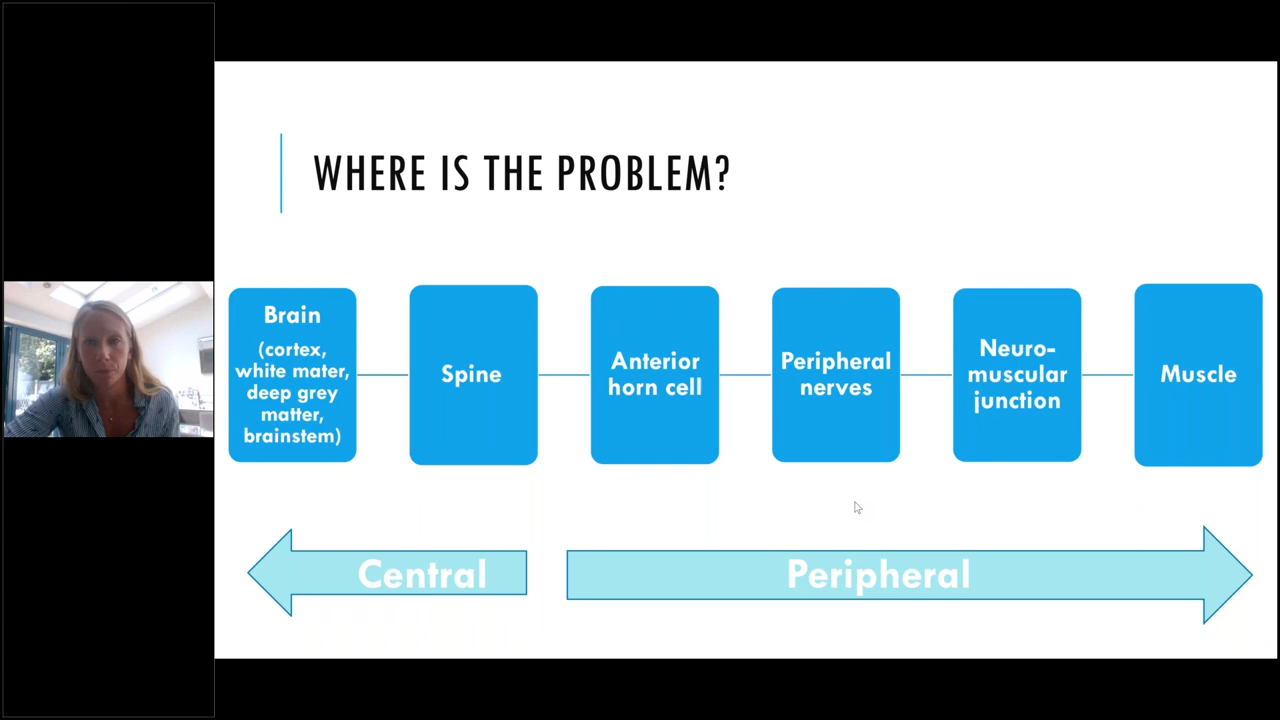 WHERE IS THE PROBLEM?
Brain
(cortex,
white mater,
deep grey
matter,
brainstem)
Spine
Anterior
horn cell
Peripheral
nerves
Neuro-
muscular
junction
Muscle
Central
Peripheral